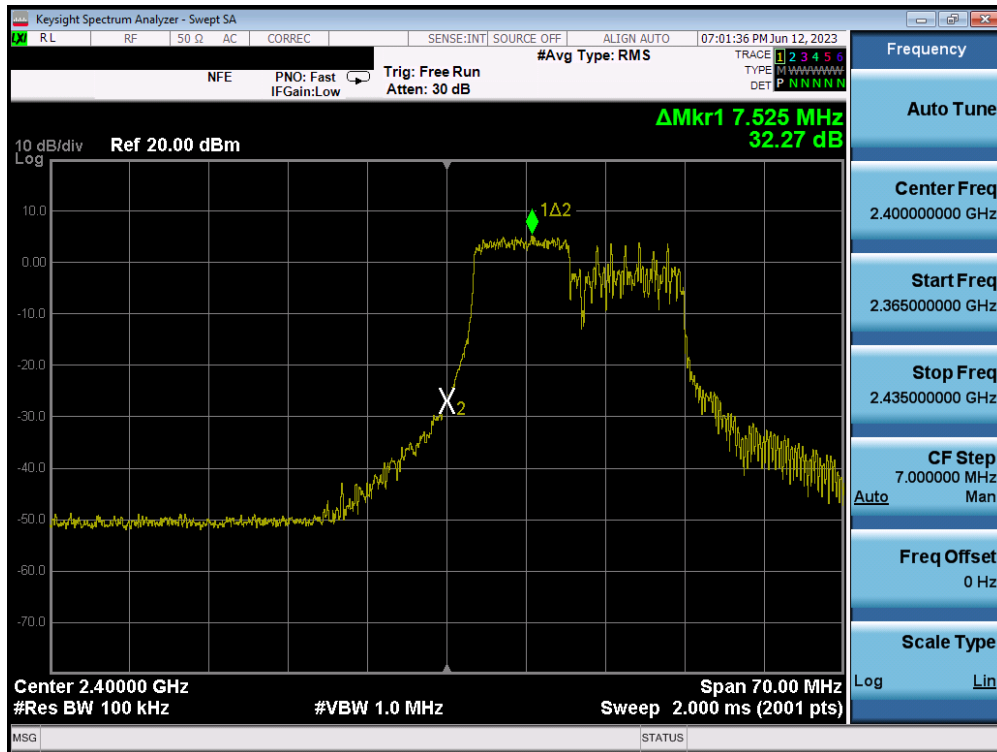 Keysight Spectrum Analyzer - Swept SA
LXI RL RF 50 Ω AC CORREC SENSE:INT SOURCE OFF ALIGN AUTO 07:01:36 PM Jun 12, 2023
NFE PNO: Fast Trig: Free Run #Avg Type: RMS TRACE 1 2 3 4 5 6
IFGain:Low Atten: 30 dB TYPE M WWWWW
DET P N N N N N
ΔMkr1 7.525 MHz
32.27 dB
10 dB/div Ref 20.00 dBm
Log
10.0
0.00
-10.0
-20.0
-30.0
-40.0
-50.0
-60.0
-70.0
1Δ2
X2
Center 2.40000 GHz Span 70.00 MHz
#Res BW 100 kHz #VBW 1.0 MHz Sweep 2.000 ms (2001 pts)
MSG STATUS
Frequency
Auto Tune
Center Freq
2.400000000 GHz
Start Freq
2.365000000 GHz
Stop Freq
2.435000000 GHz
CF Step
7.000000 MHz
Auto Man
Freq Offset
0 Hz
Scale Type
Log Lin